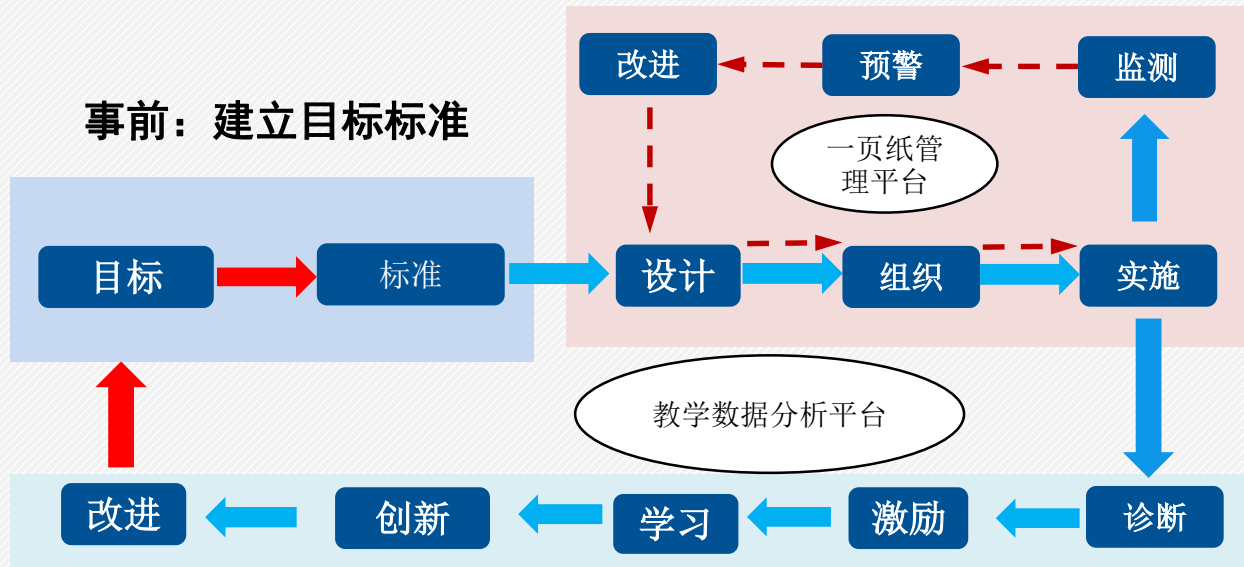 改进
预警
监测
事前：建立目标标准
一页纸管
理平台
目标
标准
设计
组织
实施
教学数据分析平台
改进
创新
学习
激励
诊断